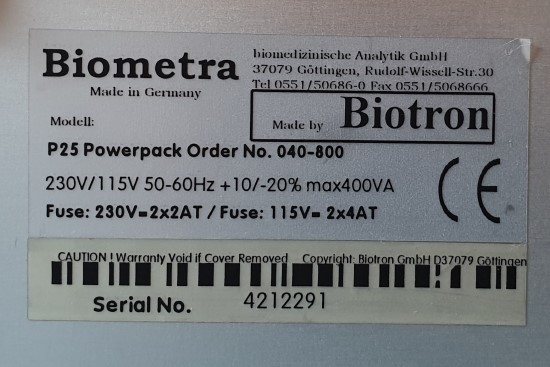 Biometra
Made in Germany
biomedizinische Analytik GmbH
37079 Göttingen, Rudolf-Wissell-Str.30
Tel 0551/50686-0 Fax 0551/5068666
Modell:
Made by Biotron
P25 Powerpack Order No. 040-800
230V/115V 50-60Hz +10/-20% max400VA
Fuse: 230V=2x2AT / Fuse: 115V= 2x4AT
CE
CAUTION ! Warranty Void if Cover Removed Copyright: Biotron GmbH D37079 Göttingen
Serial No. 4212291